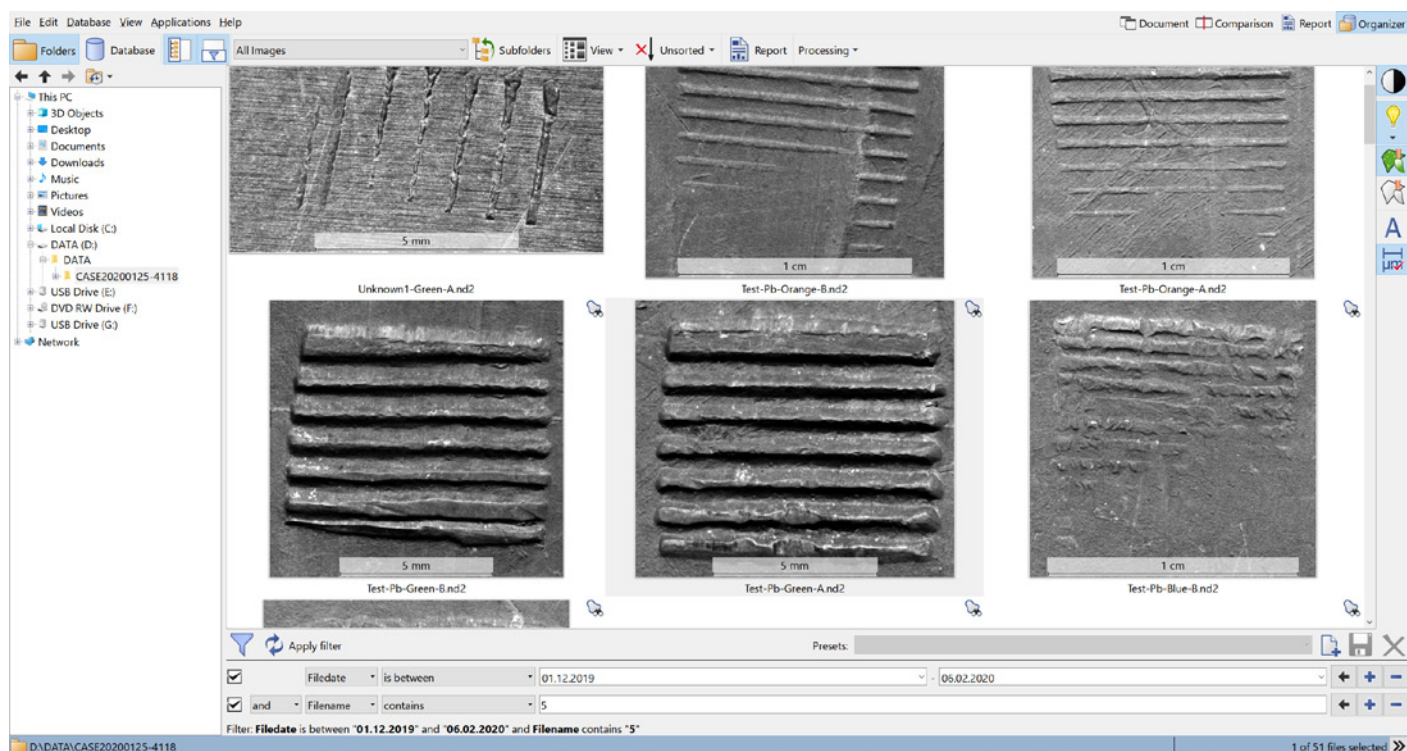 File Edit Database View Applications Help
Document Comparison Report Organizer
Folders Database All Images Subfolders View Unsorted Report Processing
This PC
3D Objects
Desktop
Documents
Downloads
Music
Pictures
Videos
Local Disk (C:)
DATA (D:)
DATA
CASE20200125-4118
USB Drive (E:)
DVD RW Drive (F:)
USB Drive (G:)
Network
5 mm 1 cm 1 cm
Unknown1-Green-A.nd2 Test-Pb-Orange-B.nd2 Test-Pb-Orange-A.nd2
5 mm 5 mm 1 cm
Test-Pb-Green-B.nd2 Test-Pb-Green-A.nd2 Test-Pb-Blue-B.nd2
A
µm
Apply filter Presets:
Filedate is between 01.12.2019 - 06.02.2020
and Filename contains 5
Filter: Filedate is between "01.12.2019" and "06.02.2020" and Filename contains "5"
D:\DATA\CASE20200125-4118 1 of 51 files selected